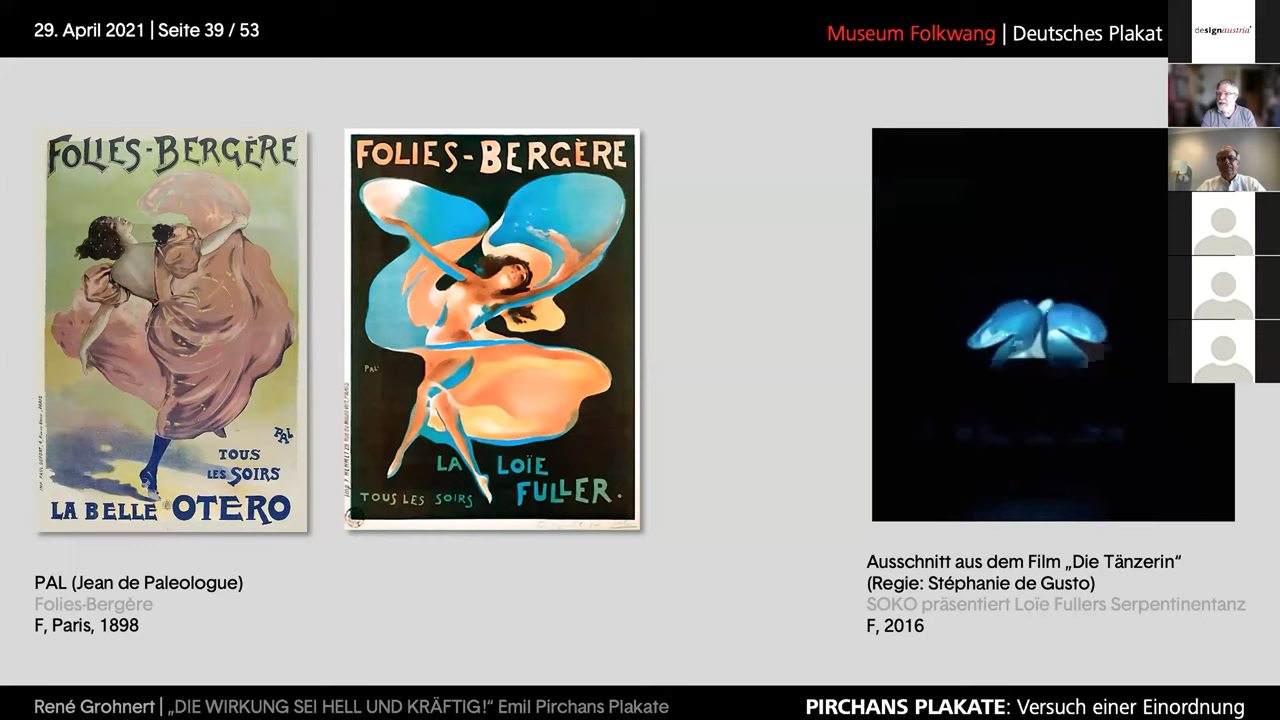 29. April 2021 | Seite 39 / 53
Museum Folkwang | Deutsches Plakat
designaustria
FOLIES-BERGÈRE
PAL
TOUS
LES SOIRS
LA BELLE OTERO
FOLIES-BERGÈRE
PAL
LA LOÏE
FULLER.
TOUS LES SOIRS
PAL (Jean de Paleologue)
Folies-Bergère
F, Paris, 1898
Ausschnitt aus dem Film „Die Tänzerin“
(Regie: Stéphanie de Gusto)
SOKO präsentiert Loïe Fullers Serpentinentanz
F, 2016
René Grohnert | „DIE WIRKUNG SEI HELL UND KRÄFTIG!“ Emil Pirchans Plakate
PIRCHANS PLAKATE: Versuch einer Einordnung